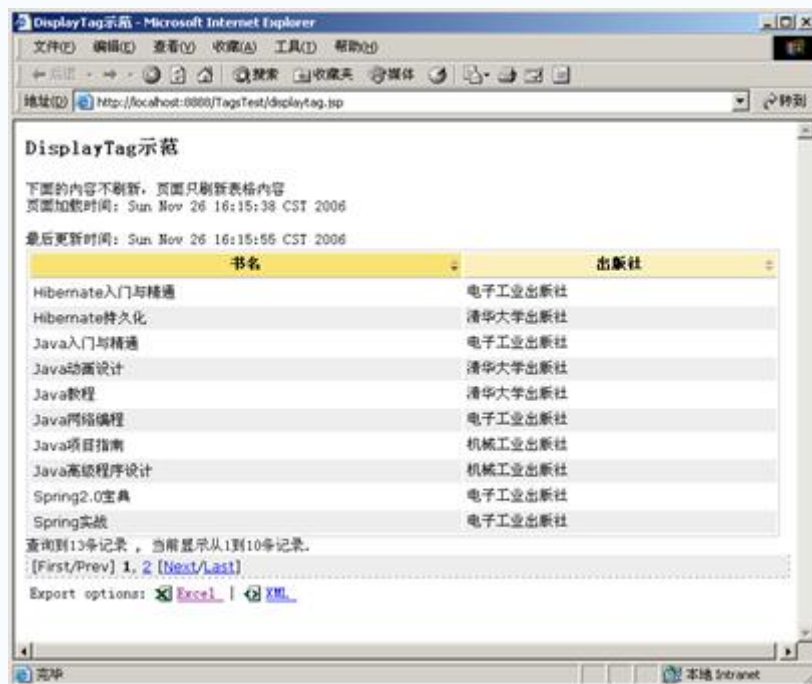 DisplayTag示范 - Microsoft Internet Explorer
文件(F) 编辑(E) 查看(V) 收藏(A) 工具(T) 帮助(H)
后退 搜索 收藏夹 媒体
地址(D) http://localhost:8888/TagsTest/displaytag.jsp 转到
DisplayTag示范
下面的内容不刷新，页面只刷新表格内容
页面加载时间: Sun Nov 26 16:15:38 CST 2006
最后更新时间: Sun Nov 26 16:15:55 CST 2006
书名 出版社
Hibernate入门与精通 电子工业出版社
Hibernate持久化 清华大学出版社
Java入门与精通 电子工业出版社
Java动画设计 清华大学出版社
Java教程 清华大学出版社
Java网络编程 电子工业出版社
Java项目指南 机械工业出版社
Java高级程序设计 机械工业出版社
Spring2.0宝典 电子工业出版社
Spring实战 电子工业出版社
查询到13条记录 , 当前显示从1到10条记录.
[First/Prev] 1, 2 [Next/Last]
Export options: Excel | XML
完毕 本地 Intranet